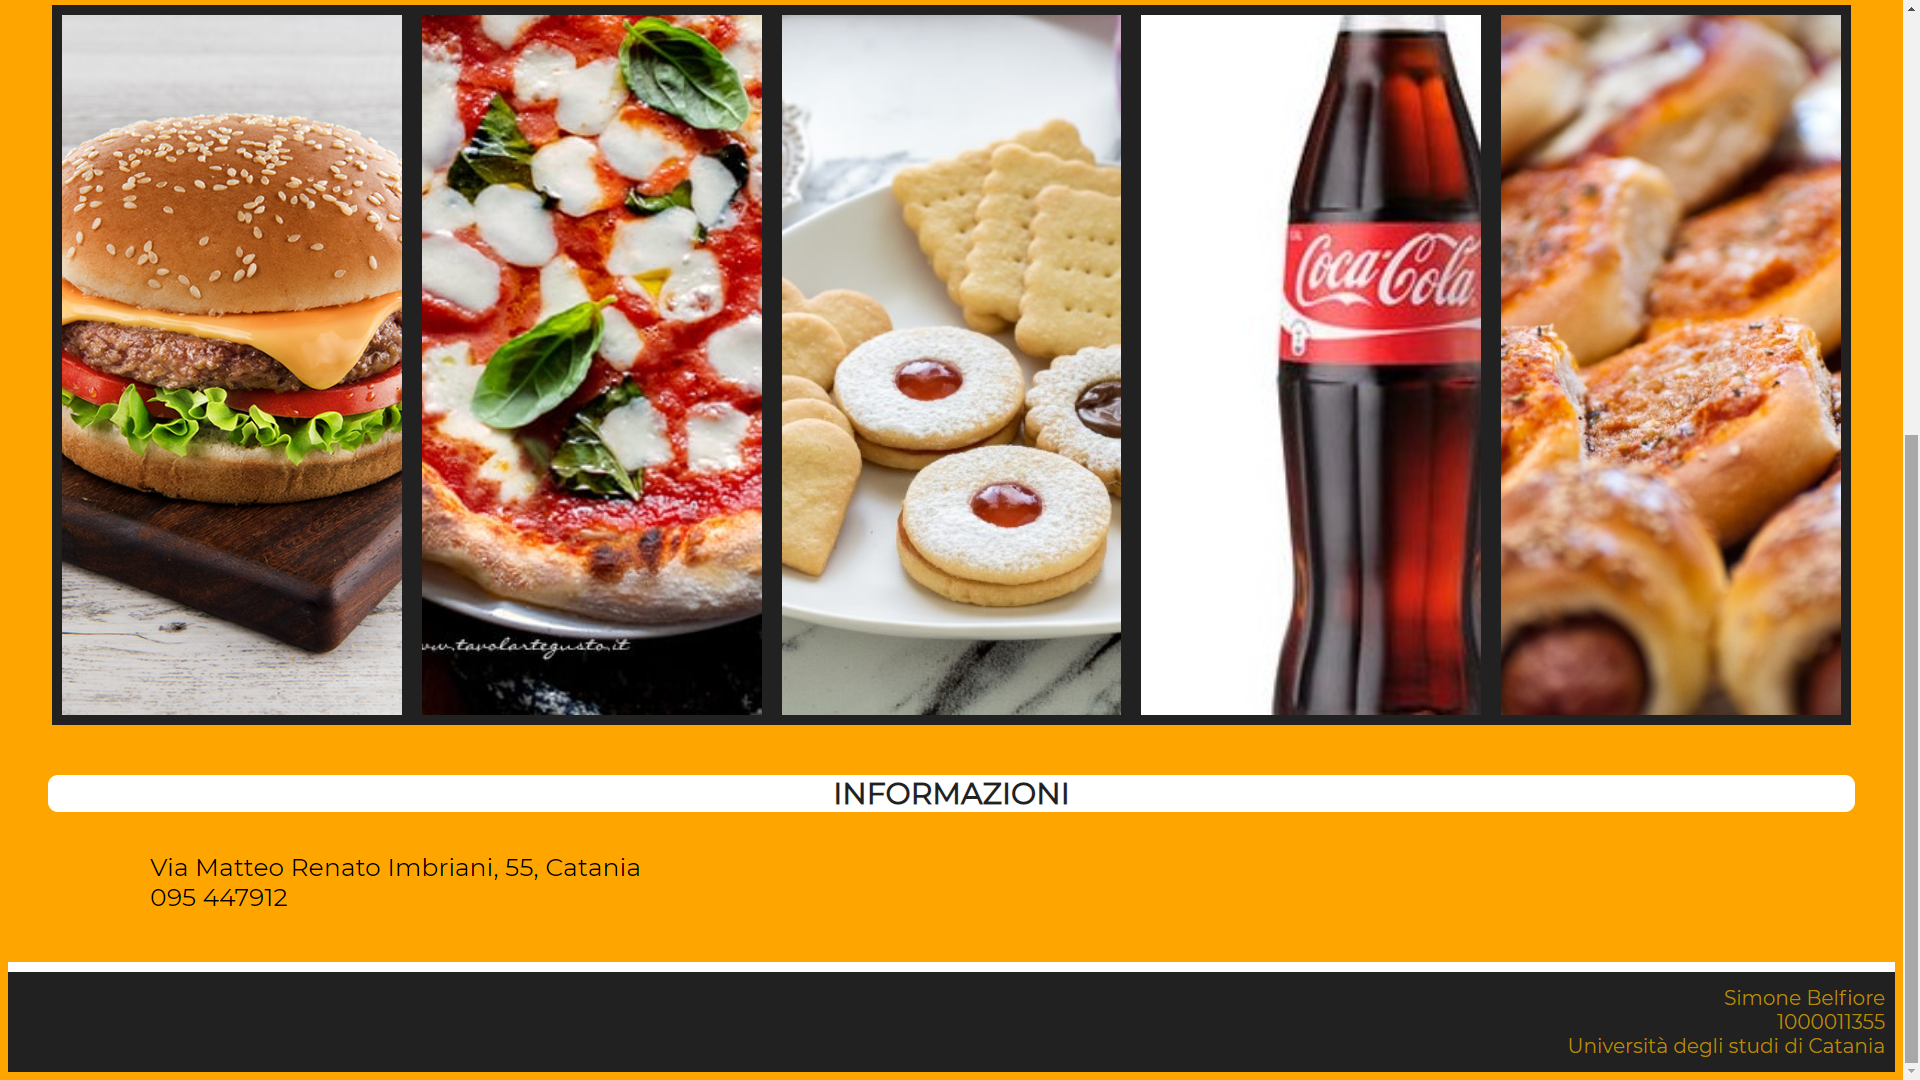 www.tavolartegusto.it
Coca-Cola
INFORMAZIONI
Via Matteo Renato Imbriani, 55, Catania
095 447912
Simone Belfiore
1000011355
Università degli studi di Catania